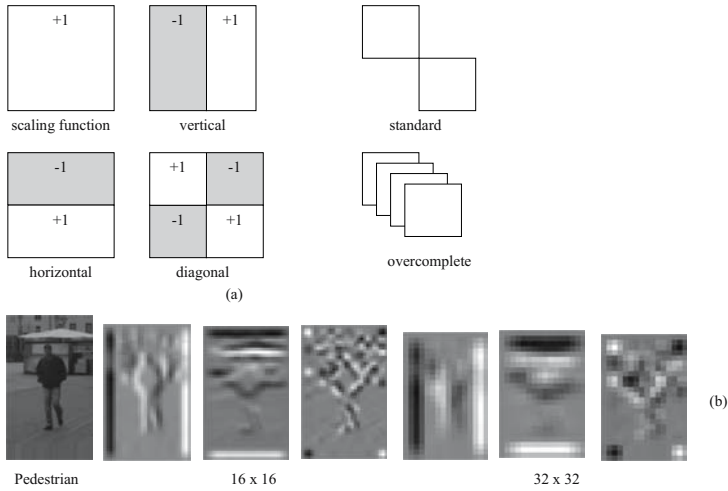 +1
-1 +1
scaling function
vertical
standard
-1
+1 -1
+1
-1 +1
horizontal
diagonal
overcomplete
(a)
(b)
Pedestrian
16 x 16
32 x 32